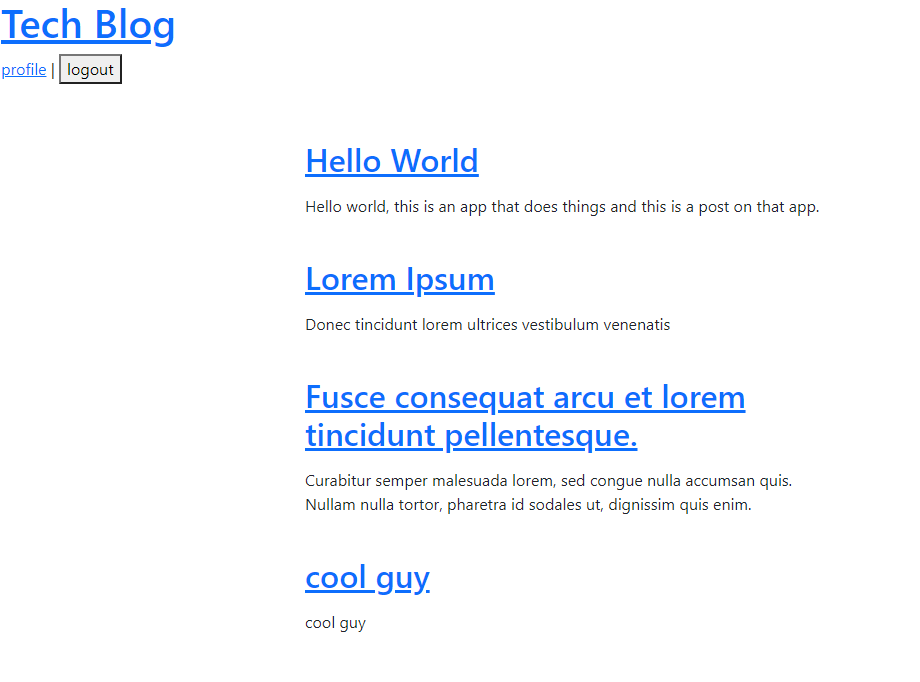 Tech Blog
profile | logout
Hello World
Hello world, this is an app that does things and this is a post on that app.
Lorem Ipsum
Donec tincidunt lorem ultrices vestibulum venenatis
Fusce consequat arcu et lorem
tincidunt pellentesque.
Curabitur semper malesuada lorem, sed congue nulla accumsan quis.
Nullam nulla tortor, pharetra id sodales ut, dignissim quis enim.
cool guy
cool guy